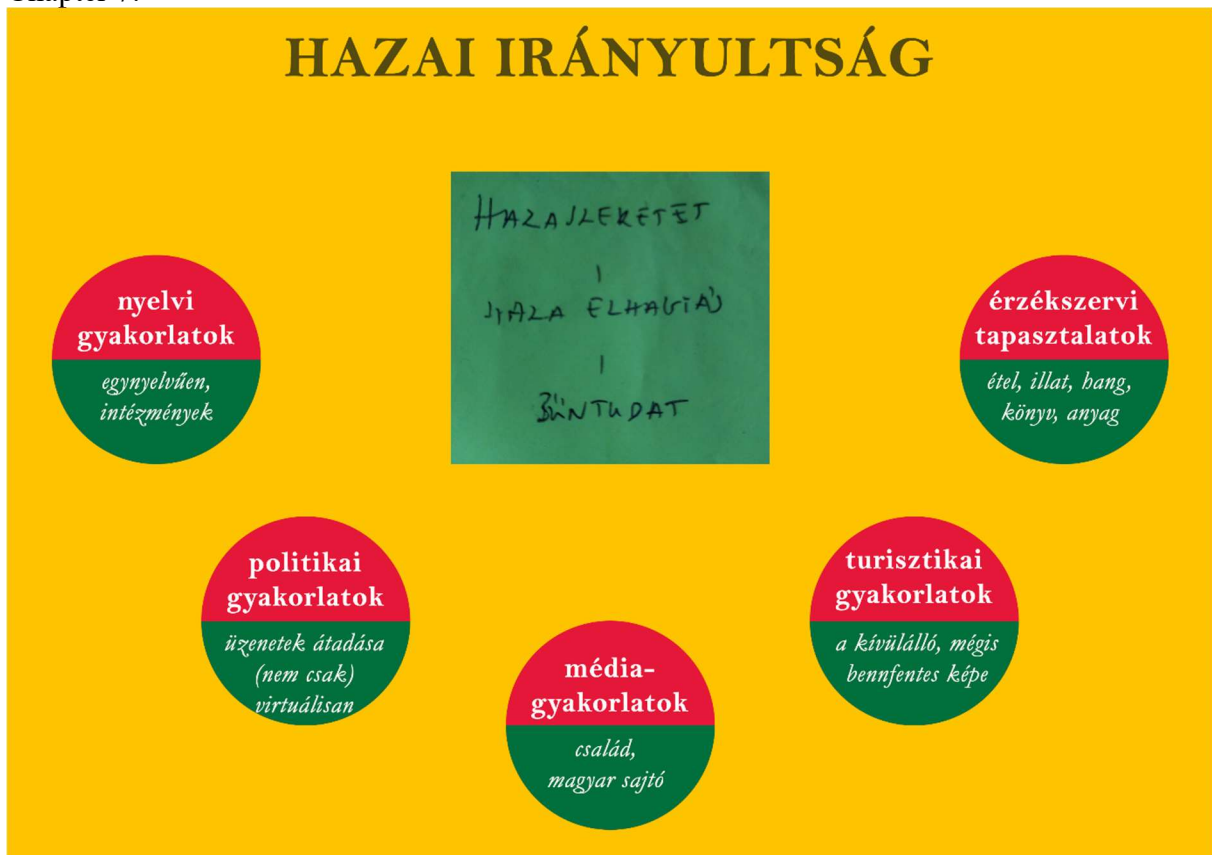 HAZAI IRÁNYULTSÁG
HAZASZERETET
|
HAZA ELHAGYÁS
|
BŰNTUDAT
nyelvi
gyakorlatok
egynyelvűen,
intézmények
érzékszervi
tapasztalatok
étel, illat, hang,
könyv, anyag
politikai
gyakorlatok
üzenetek átadása
(nem csak)
virtuálisan
turisztikai
gyakorlatok
a kívülálló, mégis
bennfentes képe
média-
gyakorlatok
család,
magyar sajtó